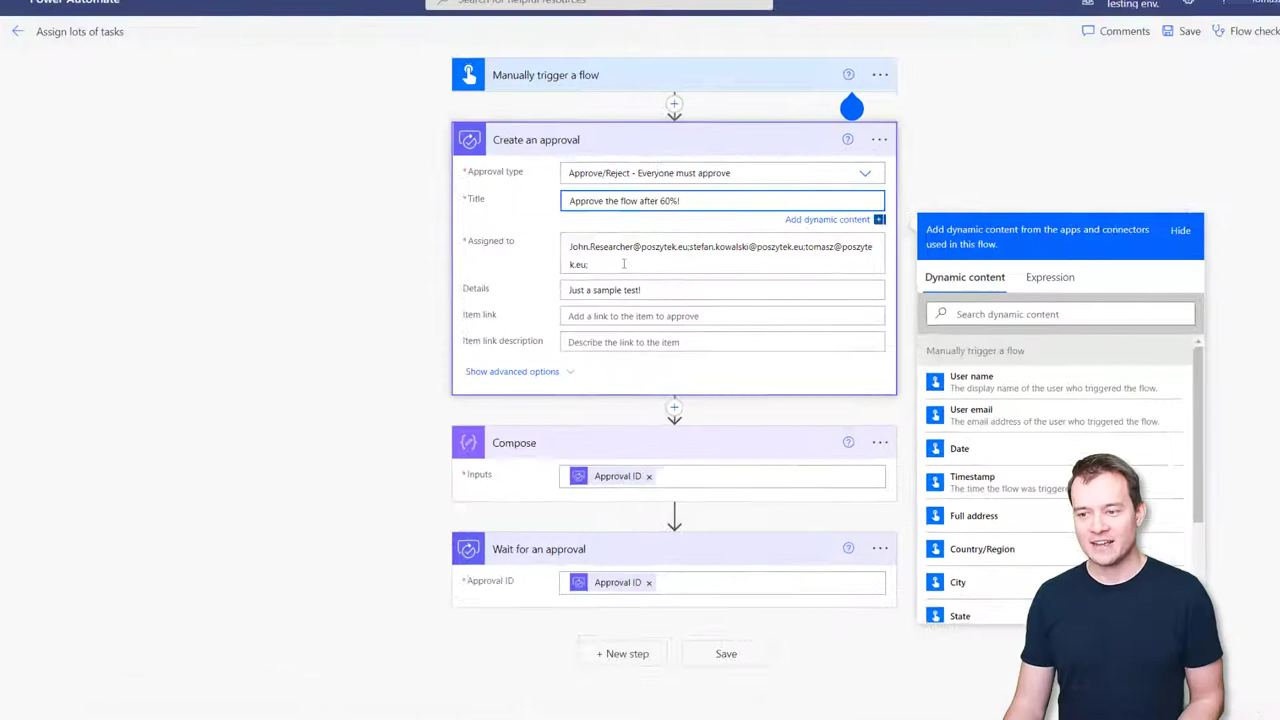 Power Automate
Search for helpful resources
Testing env.
Assign lots of tasks
Comments
Save
Flow check
Manually trigger a flow
Create an approval
*Approval type
Approve/Reject - Everyone must approve
*Title
Approve the flow after 60%!
Add dynamic content
*Assigned to
John.Researcher@poszytek.eu;stefan.kowalski@poszytek.eu;tomasz@poszyte
k.eu;
Details
Just a sample test!
Item link
Add a link to the item to approve
Item link description
Describe the link to the item
Show advanced options
Compose
*Inputs
Approval ID ×
Wait for an approval
*Approval ID
Approval ID ×
+ New step
Save
Add dynamic content from the apps and connectors
used in this flow.
Hide
Dynamic content
Expression
Search dynamic content
Manually trigger a flow
User name
The display name of the user who triggered the flow.
User email
The email address of the user who triggered the flow.
Date
Timestamp
The time the flow was triggere
Full address
Country/Region
City
State